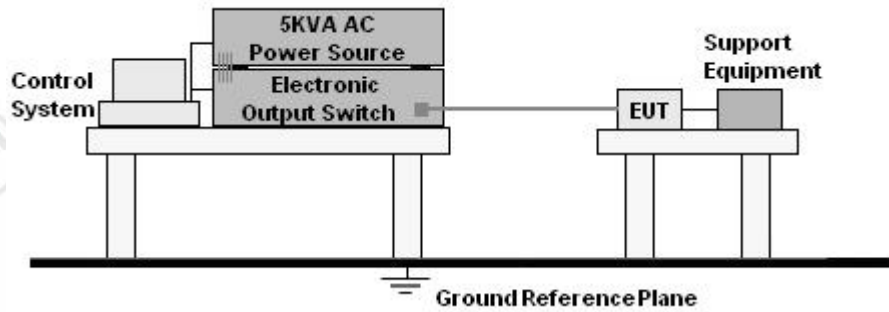 5KVA AC
Power Source
Control
System
Electronic
Output Switch
EUT
Support
Equipment
Ground Reference Plane